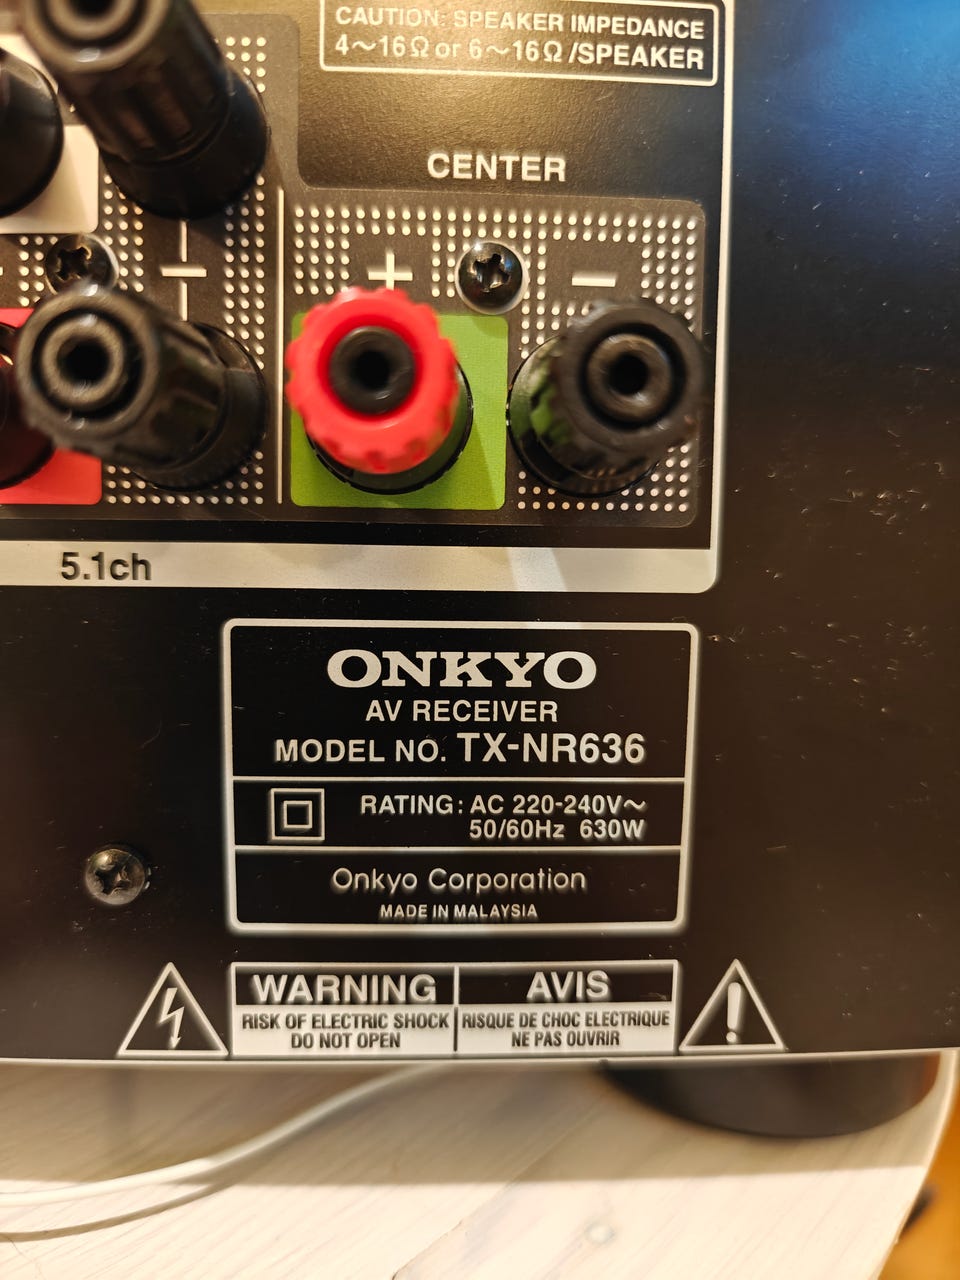 CAUTION: SPEAKER IMPEDANCE
4~16Ω or 6~16Ω /SPEAKER
CENTER
+ −
5.1ch
ONKYO
AV RECEIVER
MODEL NO. TX-NR636
RATING: AC 220-240V~
50/60Hz 630W
Onkyo Corporation
MADE IN MALAYSIA
WARNING
RISK OF ELECTRIC SHOCK
DO NOT OPEN
AVIS
RISQUE DE CHOC ELECTRIQUE
NE PAS OUVRIR